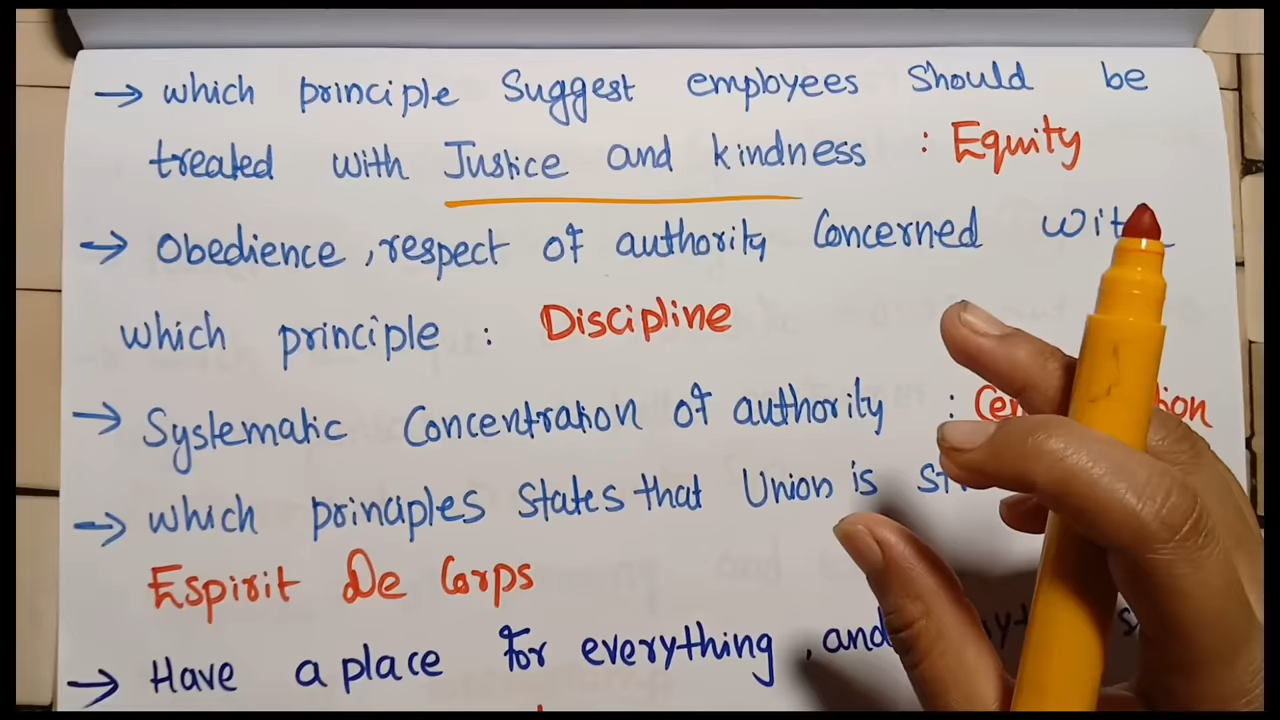 → which principle Suggest employees should be
treated with Justice and kindness : Equity
→ Obedience, respect of authority Concerned
which principle : Discipline
→ Systematic Concentration of authority :
→ which principles states that Union is
Espirit De Corps
→ Have a place for everything, and